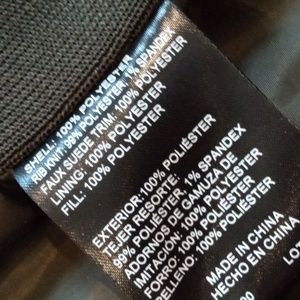 SHELL: 100% POLYESTER
RIB KNIT: 99% POLYESTER 1% SPANDEX
FAUX SUEDE TRIM: 100% POLYESTER
LINING: 100% POLYESTER
FILL: 100% POLYESTER
EXTERIOR:100% POLIÉSTER
TEJER RESORTE:
99% POLIÉSTER 1% SPANDEX
ADORNOS DE GAMUZA DE
IMITACIÓN: 100% POLIÉSTER
FORRO: 100% POLIÉSTER
RELLENO: 100% POLIÉSTER
MADE IN CHINA
HECHO EN CHINA